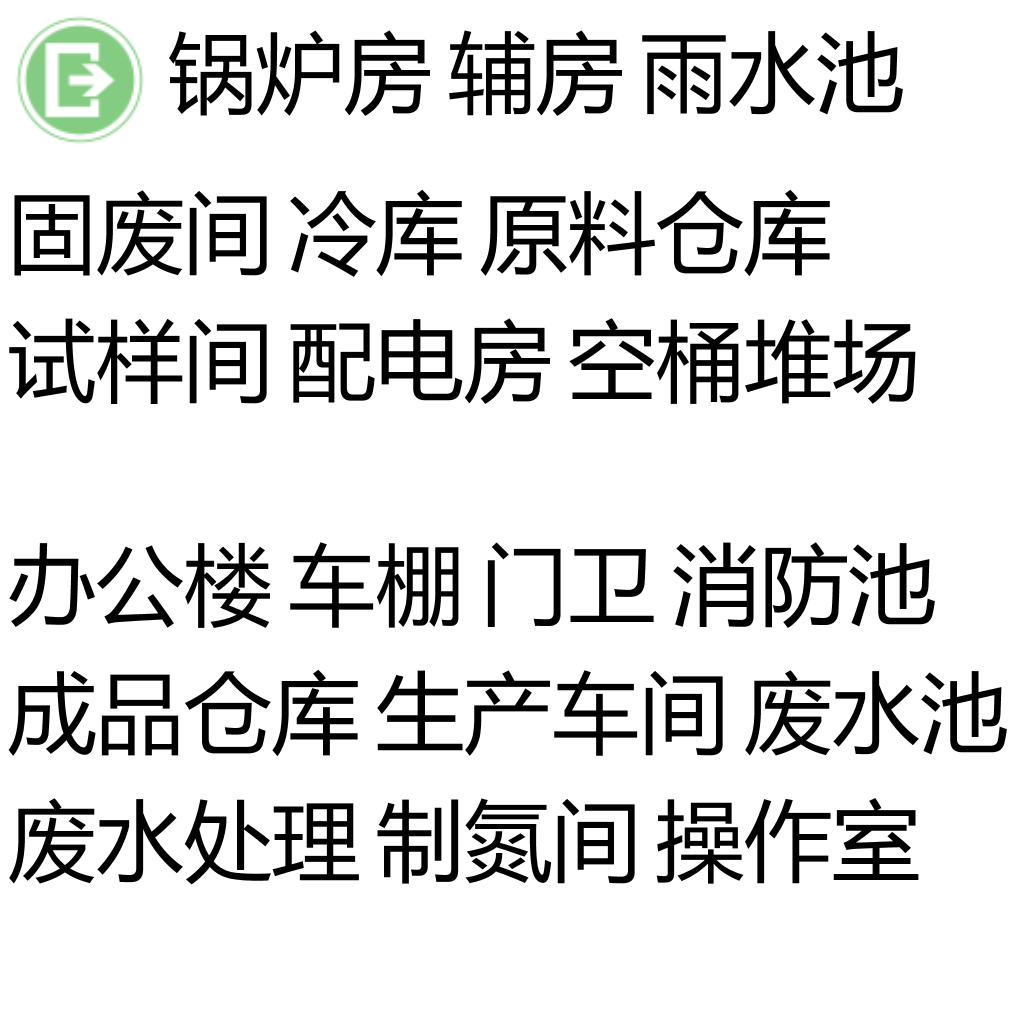 锅炉房 辅房 雨水池
固废间 冷库 原料仓库
试样间 配电房 空桶堆场
办公楼 车棚 门卫 消防池
成品仓库 生产车间 废水池
废水处理 制氮间 操作室